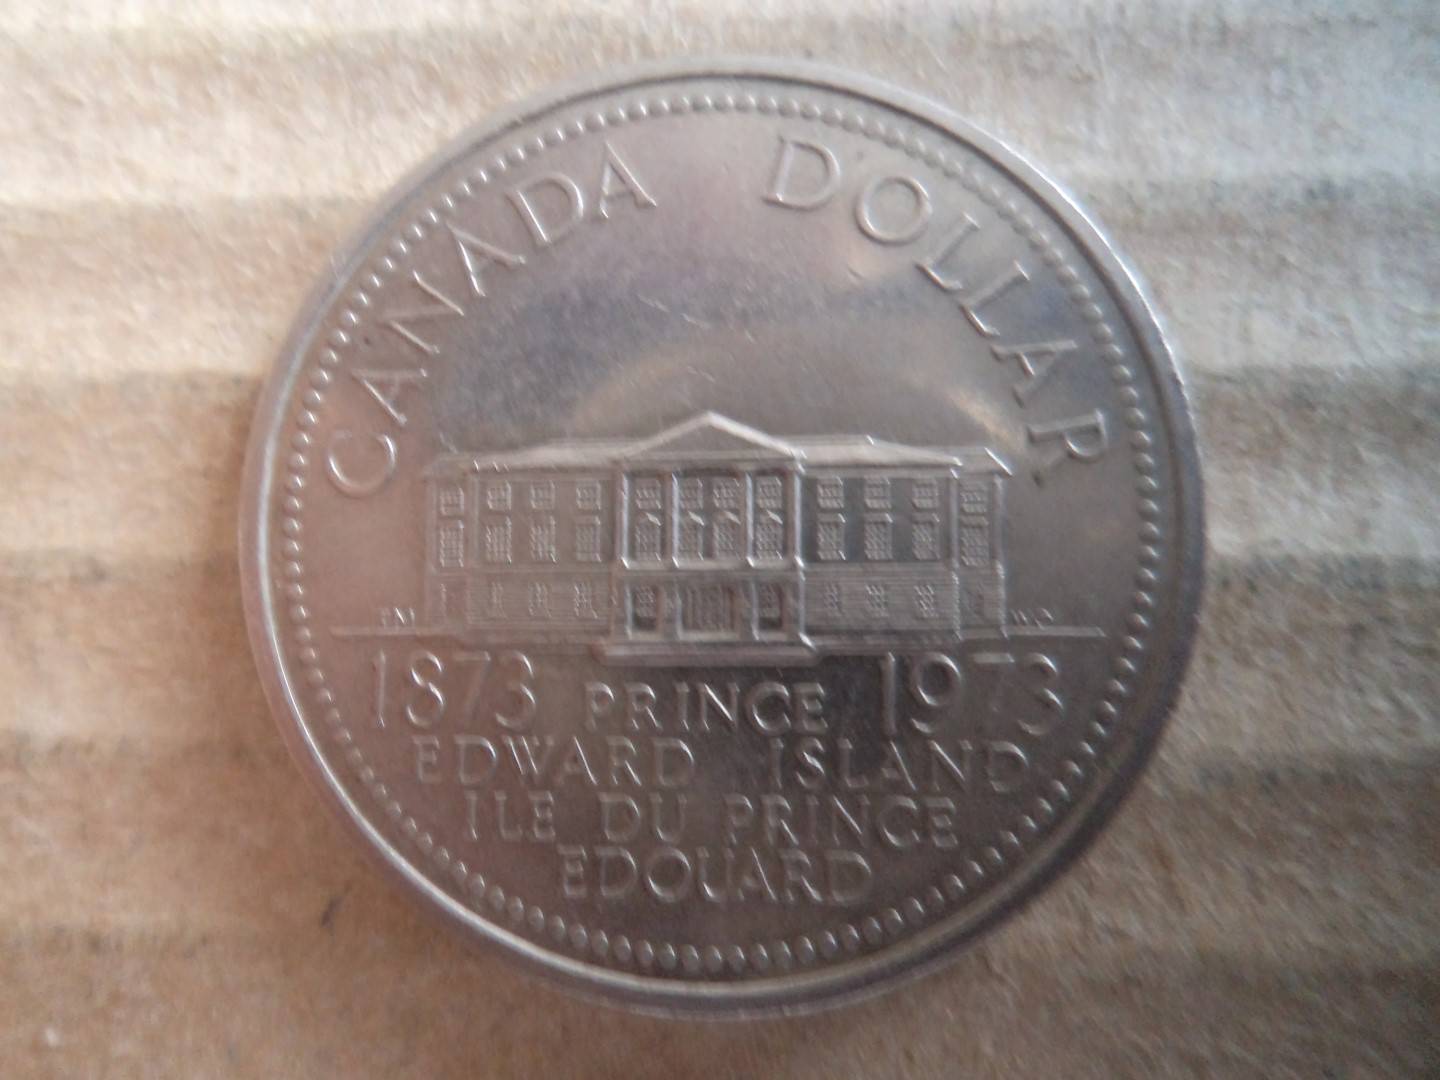 CANADA DOLLAR
1873 PRINCE 1973
EDWARD ISLAND
ILE DU PRINCE
EDOUARD